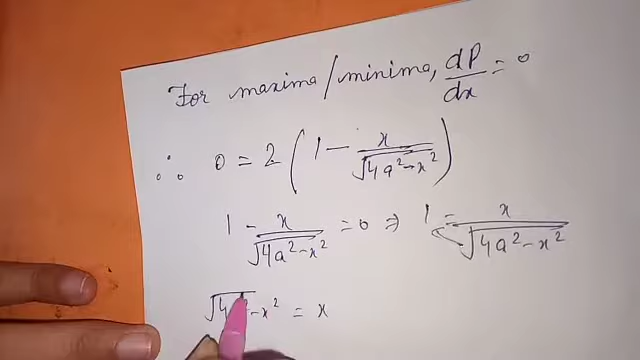 For maxima/minima, dP/dx = 0
∴ 0 = 2 ( 1 - x/√(4a² - x²) )
1 - x/√(4a² - x²) = 0 ⇒ 1 = x/√(4a² - x²)
√4 - x² = x